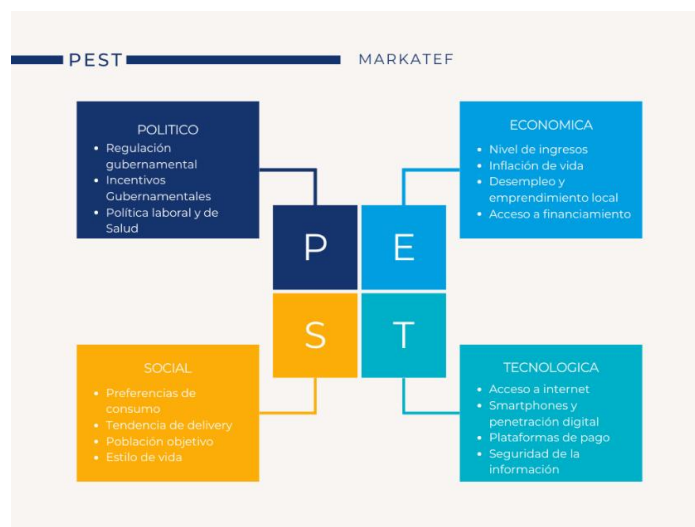 PEST
MARKATEF
POLITICO
• Regulación
gubernamental
• Incentivos
Gubernamentales
• Política laboral y de
Salud
ECONOMICA
• Nivel de ingresos
• Inflación de vida
• Desempleo y
emprendimiento local
• Acceso a financiamiento
P
E
S
T
SOCIAL
• Preferencias de
consumo
• Tendencia de delivery
• Población objetivo
• Estilo de vida
TECNOLOGICA
• Acceso a internet
• Smartphones y
penetración digital
• Plataformas de pago
• Seguridad de la
información